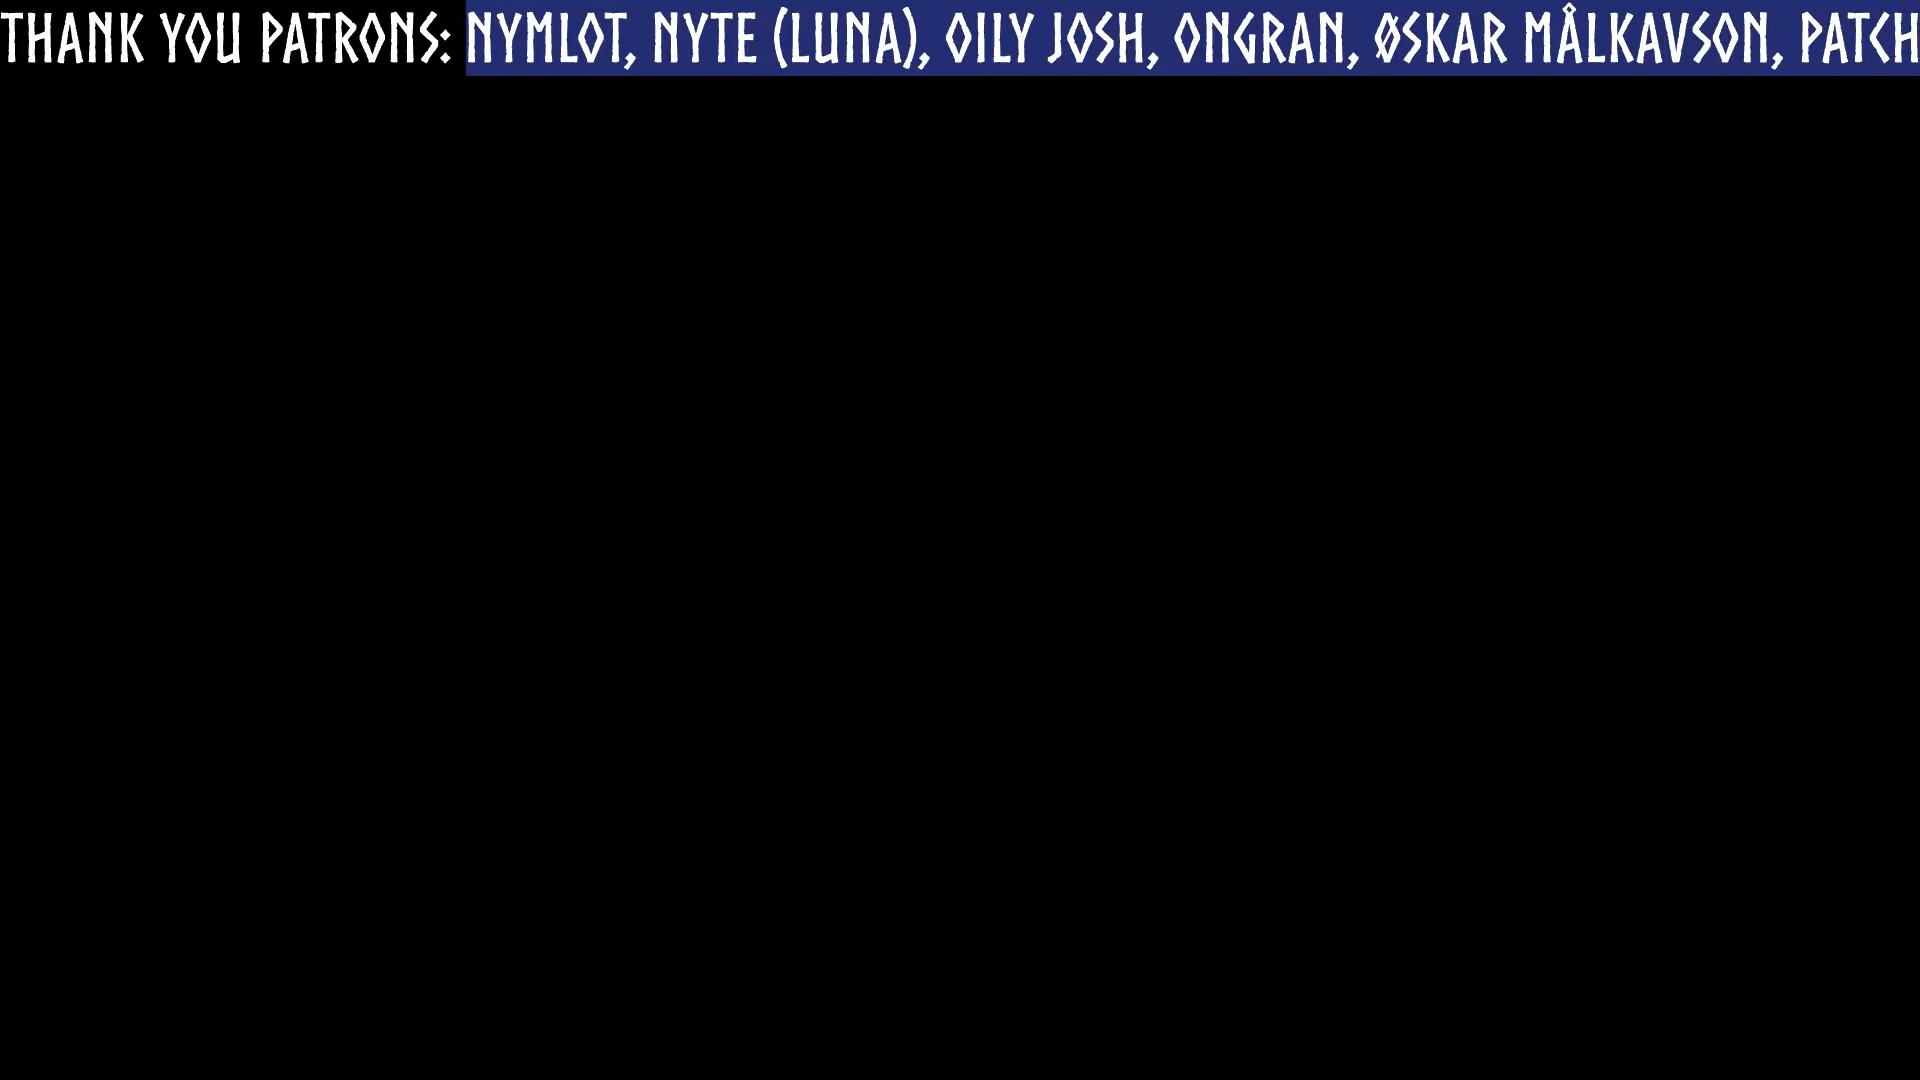 THANK YOU PATRONS: NYMLOT, NYTE (LUNA), OILY JOSH, ONGRAN, ØSKAR MÅLKAVSON, PATCH